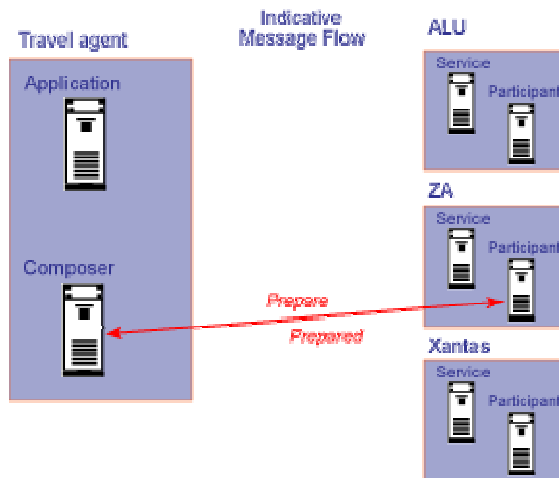 Indicative
Message Flow
Travel agent
Application
Composer
Prepare
Prepared
ALU
Service
Participant
ZA
Service
Participant
Xantas
Service
Participant